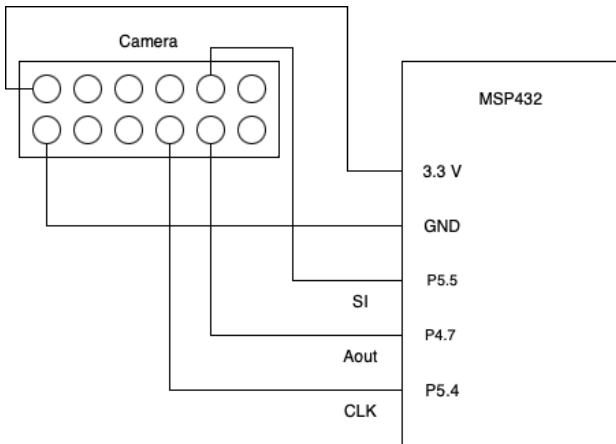 Camera
MSP432
3.3 V
GND
P5.5
SI
P4.7
Aout
P5.4
CLK